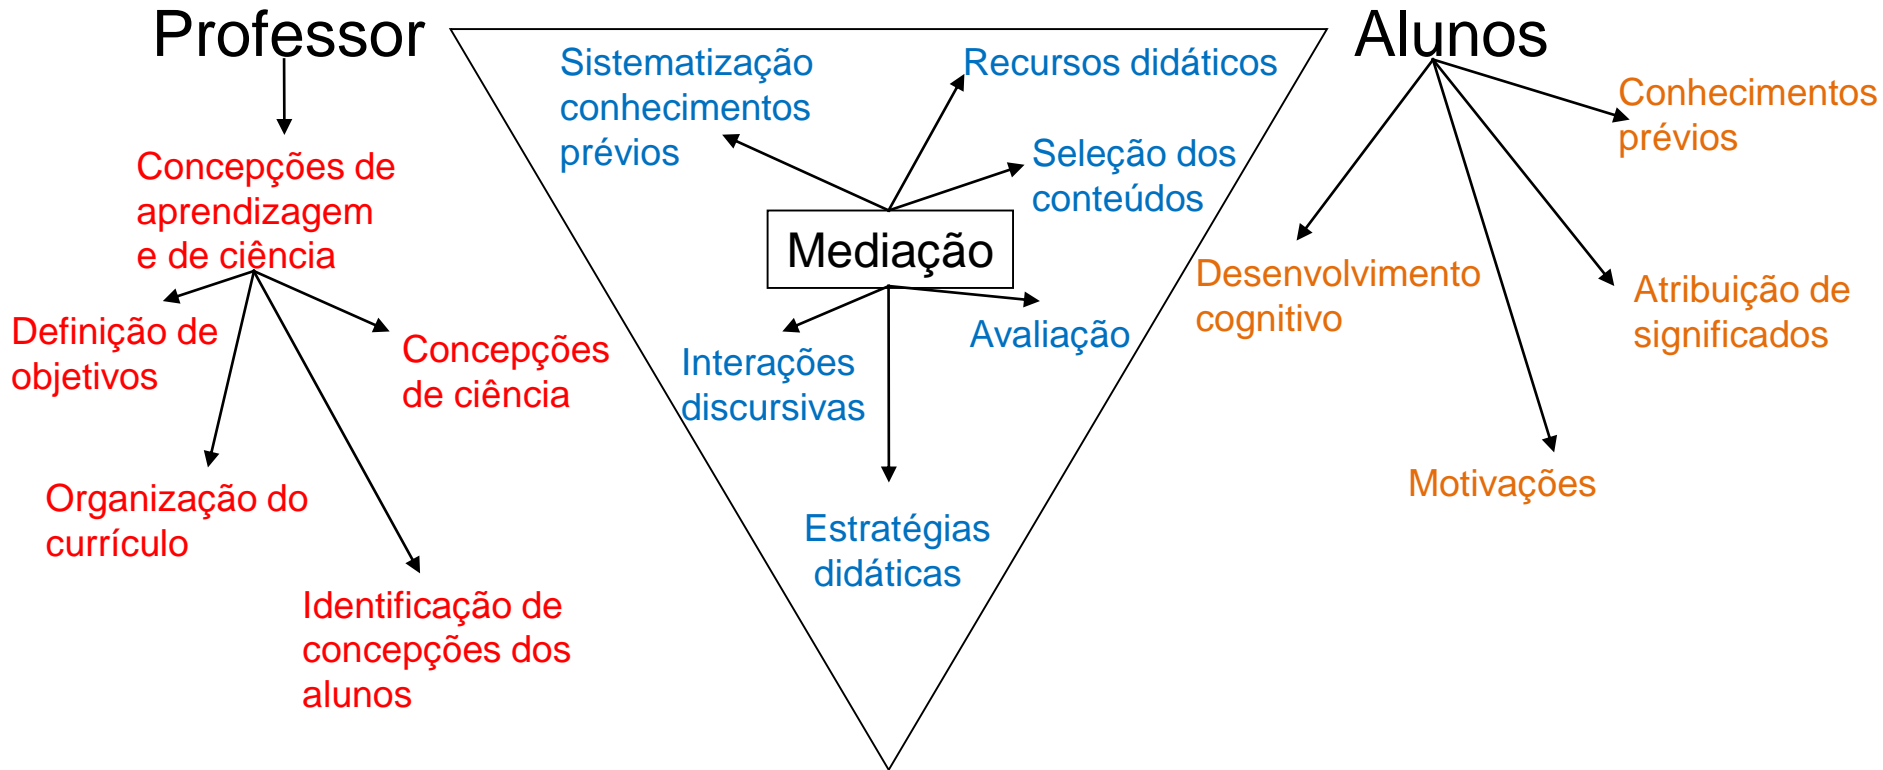 Professor
Concepções de
aprendizagem
e de ciência
Definição de
objetivos
Concepções
de ciência
Organização do
currículo
Identificação de
concepções dos
alunos
Sistematização
conhecimentos
prévios
Recursos didáticos
Seleção dos
conteúdos
Mediação
Interações
discursivas
Avaliação
Estratégias
didáticas
Alunos
Conhecimentos
prévios
Desenvolvimento
cognitivo
Atribuição de
significados
Motivações